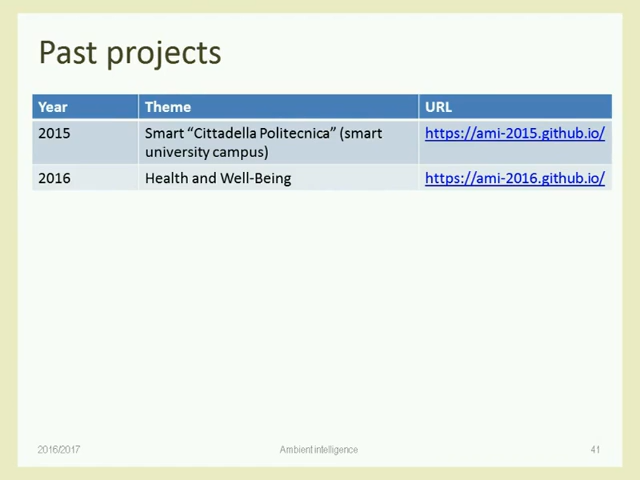 Past projects
Year Theme URL
2015 Smart “Cittadella Politecnica” (smart https://ami-2015.github.io/
university campus)
2016 Health and Well-Being https://ami-2016.github.io/
2016/2017 Ambient intelligence 41